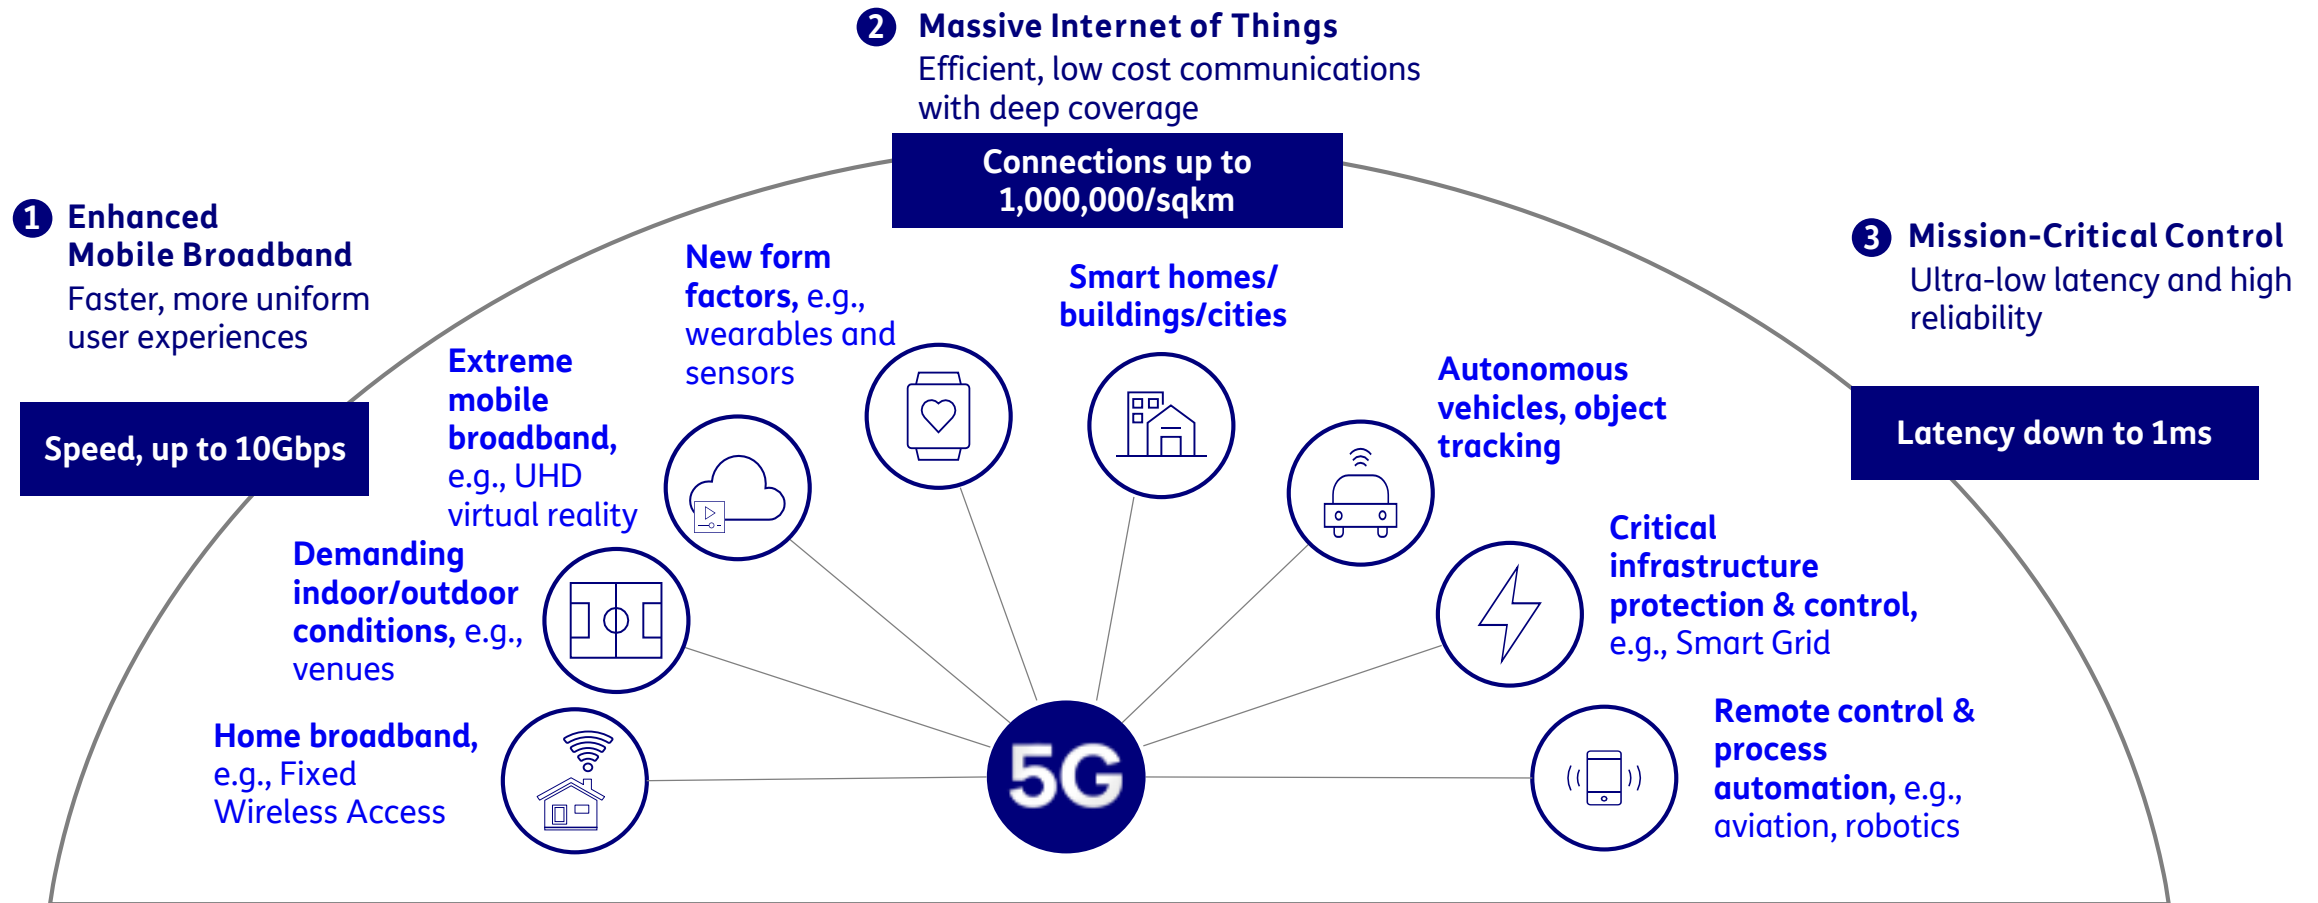 2 Massive Internet of Things
Efficient, low cost communications
with deep coverage
Connections up to
1,000,000/sqkm
1 Enhanced
Mobile Broadband
Faster, more uniform
user experiences
Speed, up to 10Gbps
3 Mission-Critical Control
Ultra-low latency and high
reliability
Latency down to 1ms
Home broadband,
e.g., Fixed
Wireless Access
Demanding
indoor/outdoor
conditions, e.g.,
venues
Extreme
mobile
broadband,
e.g., UHD
virtual reality
New form
factors, e.g.,
wearables and
sensors
Smart homes/
buildings/cities
Autonomous
vehicles, object
tracking
Critical
infrastructure
protection & control,
e.g., Smart Grid
Remote control &
process
automation, e.g.,
aviation, robotics
5G